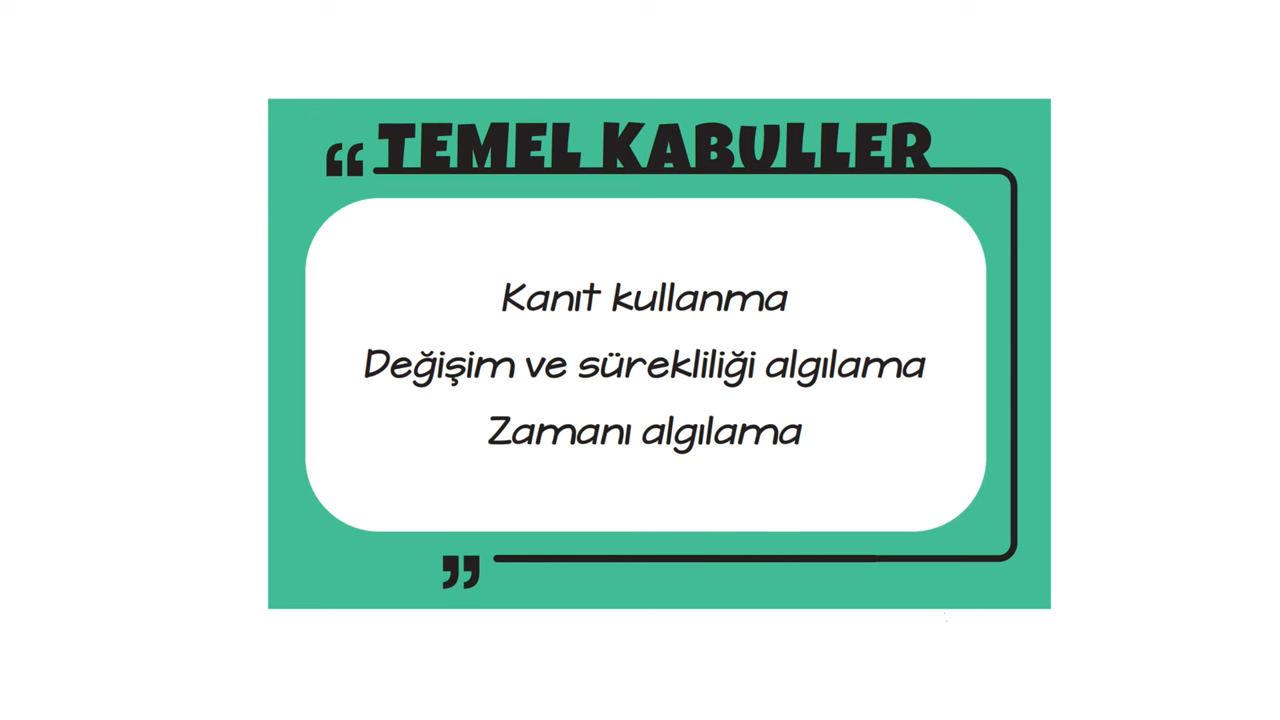 TEMEL KABULLER
Kanıt kullanma
Değişim ve sürekliliği algılama
Zamanı algılama